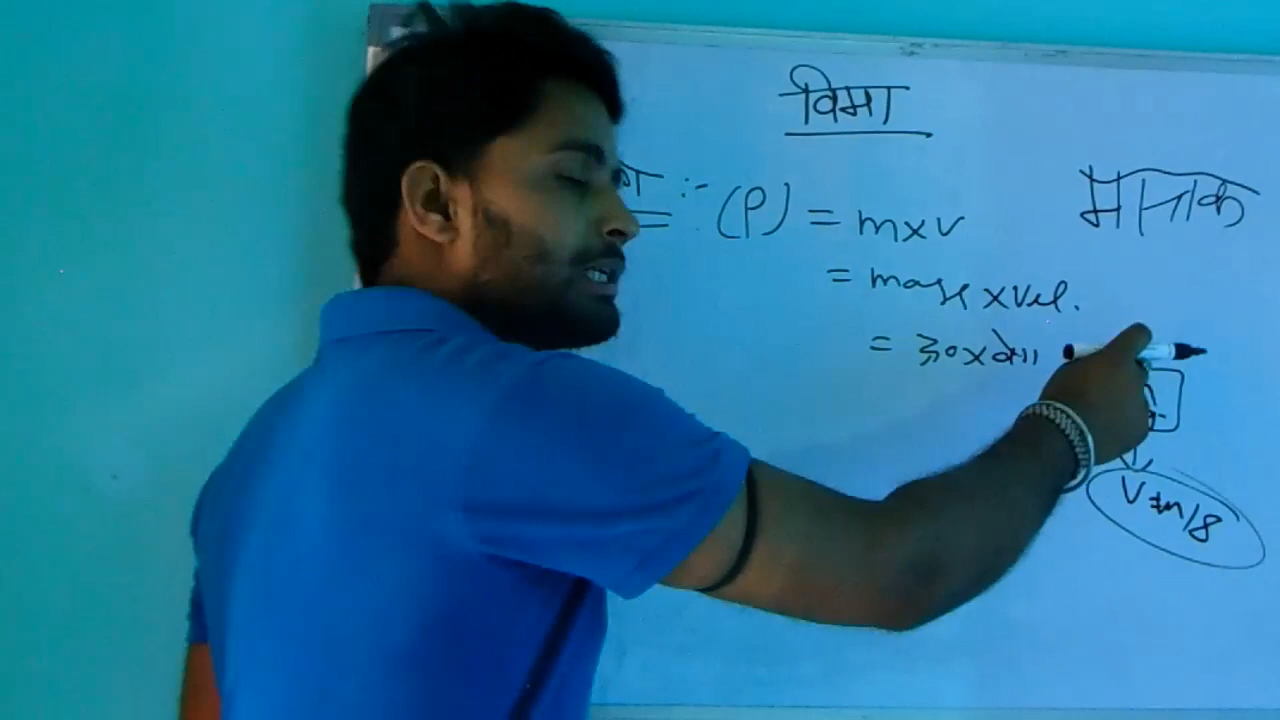 विमा
:- (P) = m×v
मात्रक
= mass × vel.
= द्र० × वेग
V = m/s